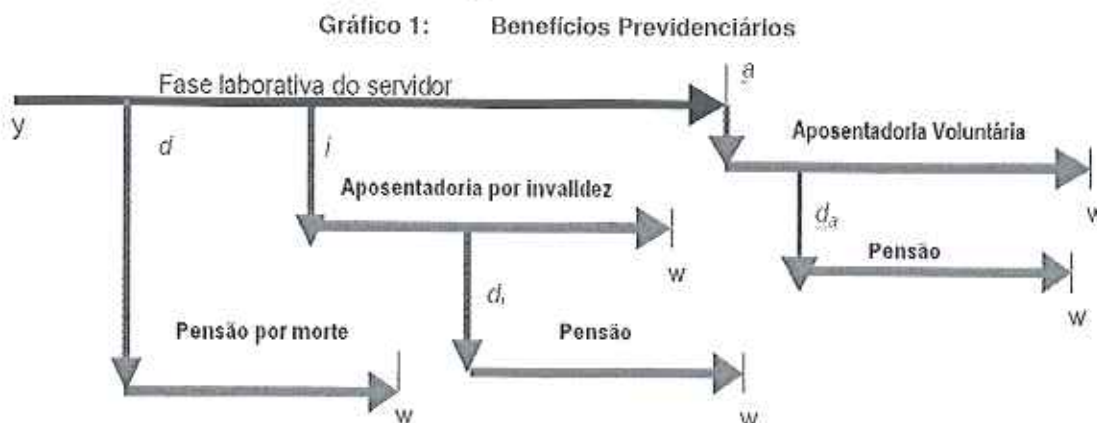 Gráfico 1: Benefícios Previdenciários
Fase laborativa do servidor
a
y
d
i
Aposentadoria Voluntária
Aposentadoria por invalidez
w
da
Pensão
w
di
w
Pensão por morte
Pensão
w
w